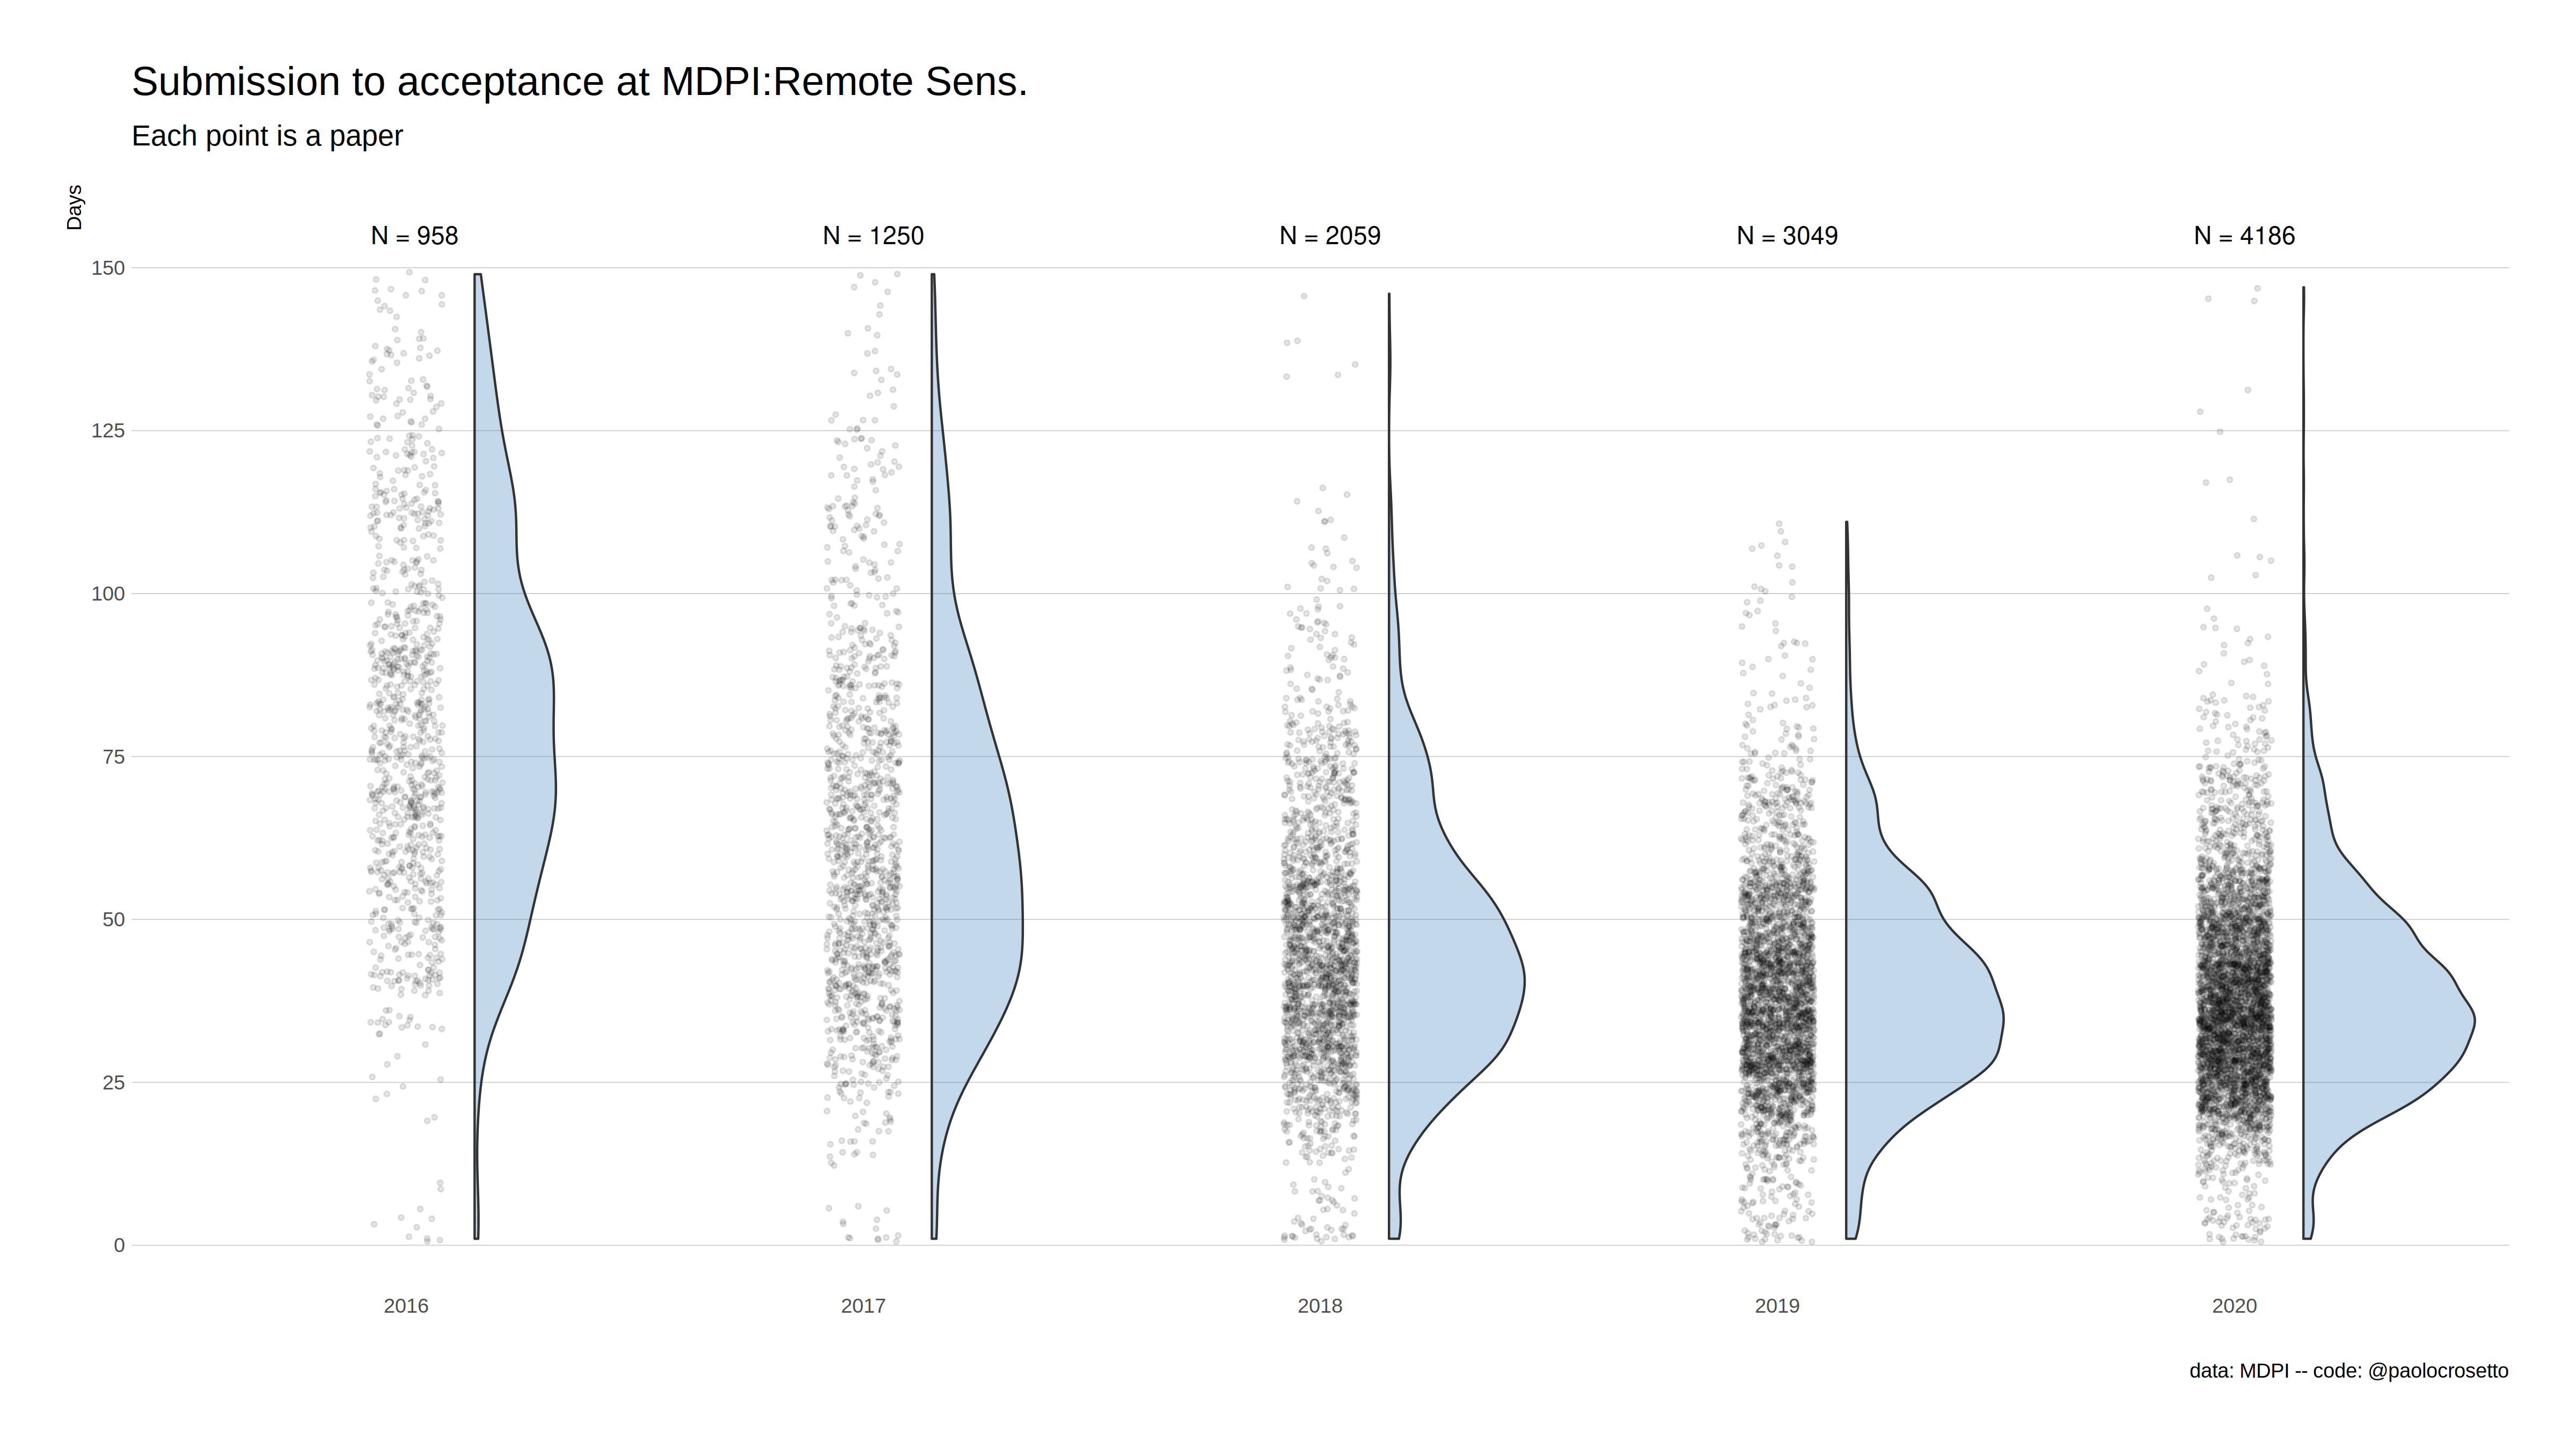 Submission to acceptance at MDPI:Remote Sens.
Each point is a paper
Days
N = 958 N = 1250 N = 2059 N = 3049 N = 4186
150
125
100
75
50
25
0
2016 2017 2018 2019 2020
data: MDPI -- code: @paolocrosetto